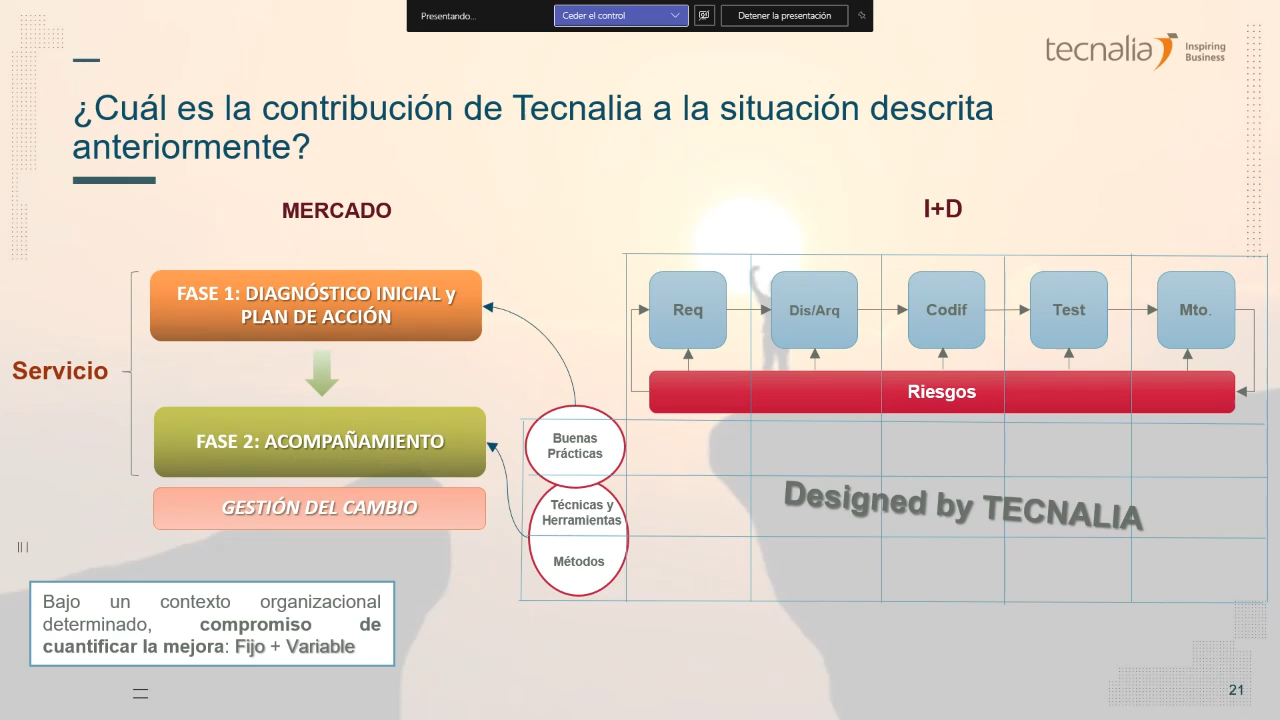 Presentando...
Ceder el control
Detener la presentación
tecnalia
Inspiring
Business
¿Cuál es la contribución de Tecnalia a la situación descrita
anteriormente?
MERCADO
I+D
FASE 1: DIAGNÓSTICO INICIAL y
PLAN DE ACCIÓN
Req
Dis/Arq
Codif
Test
Mto.
Servicio
Riesgos
FASE 2: ACOMPAÑAMIENTO
Buenas
Prácticas
GESTIÓN DEL CAMBIO
Técnicas y
Herramientas
Métodos
Designed by TECNALIA
Bajo un contexto organizacional
determinado, compromiso de
cuantificar la mejora: Fijo + Variable
21